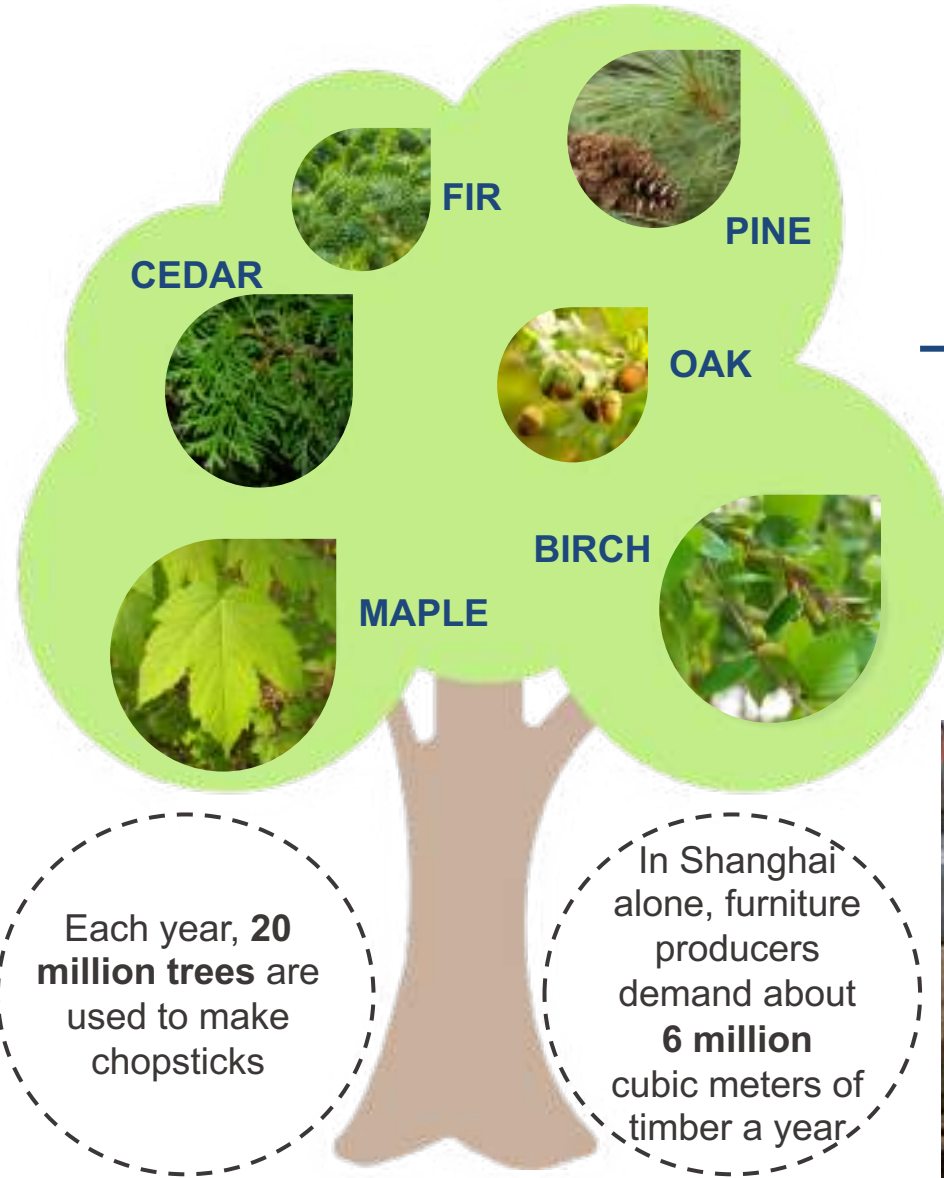 FIR
PINE
CEDAR
OAK
BIRCH
MAPLE
Each year, 20
million trees are
used to make
chopsticks
In Shanghai
alone, furniture
producers
demand about
6 million
cubic meters of
timber a year